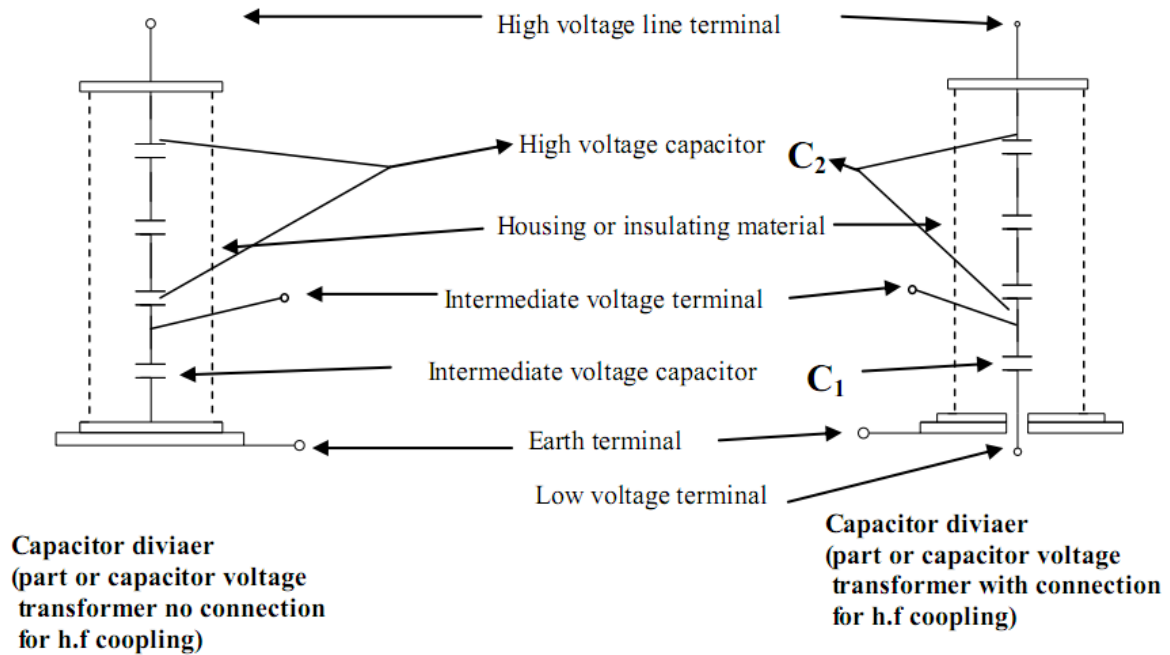 High voltage line terminal
High voltage capacitor
C2
Housing or insulating material
Intermediate voltage terminal
Intermediate voltage capacitor
C1
Earth terminal
Low voltage terminal
Capacitor diviaer
(part or capacitor voltage
transformer no connection
for h.f coopling)
Capacitor diviaer
(part or capacitor voltage
transformer with connection
for h.f coupling)